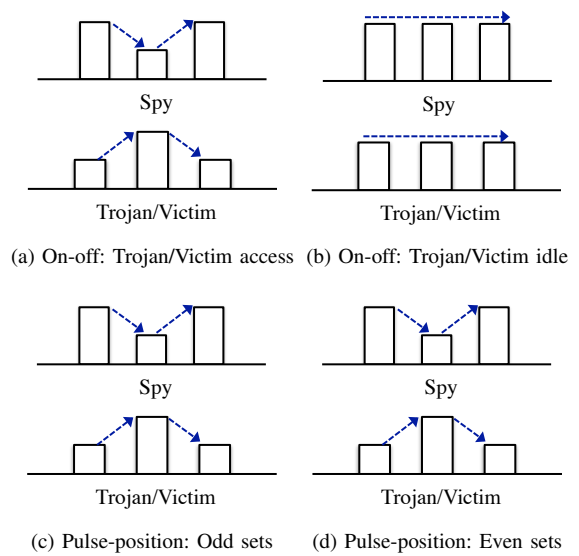 Spy
Spy
Trojan/Victim
Trojan/Victim
(a) On-off: Trojan/Victim access
(b) On-off: Trojan/Victim idle
Spy
Spy
Trojan/Victim
Trojan/Victim
(c) Pulse-position: Odd sets
(d) Pulse-position: Even sets